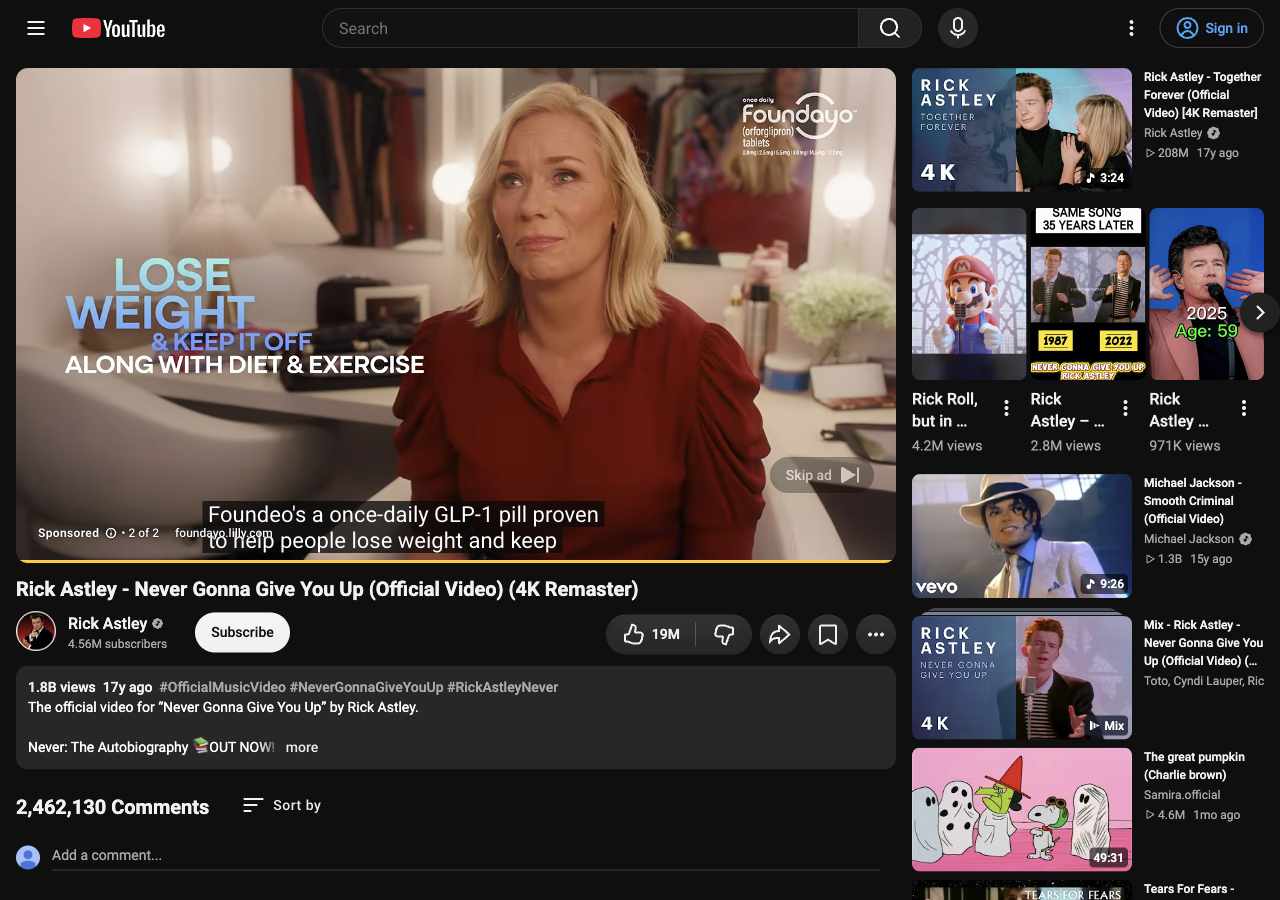 YouTube
Search
Sign in
once daily
Foundayo™
(orforglipron)
tablets
LOSE
WEIGHT
& KEEP IT OFF
ALONG WITH DIET & EXERCISE
Skip ad
Foundeo's a once-daily GLP-1 pill proven
to help people lose weight and keep
Sponsored • 2 of 2 foundayo.lilly.com
Rick Astley - Never Gonna Give You Up (Official Video) (4K Remaster)
Rick Astley
4.56M subscribers
Subscribe
19M
1.8B views 17y ago #OfficialMusicVideo #NeverGonnaGiveYouUp #RickAstleyNever
The official video for “Never Gonna Give You Up” by Rick Astley.
Never: The Autobiography 📚OUT NOW! more
2,462,130 Comments
Sort by
Add a comment...
RICK
ASTLEY
TOGETHER
FOREVER
4K
3:24
Rick Astley - Together
Forever (Official
Video) [4K Remaster]
Rick Astley
208M 17y ago
SAME SONG
35 YEARS LATER
1987
2022
NEVER GONNA GIVE YOU UP
RICK ASTLEY
2025
Age: 59
Rick Roll,
but in ...
4.2M views
Rick
Astley – ...
2.8M views
Rick
Astley ...
971K views
vevo
9:26
Michael Jackson -
Smooth Criminal
(Official Video)
Michael Jackson
1.3B 15y ago
RICK
ASTLEY
NEVER GONNA
GIVE YOU UP
4K
Mix
Mix - Rick Astley -
Never Gonna Give You
Up (Official Video) (...
Toto, Cyndi Lauper, Ric
49:31
The great pumpkin
(Charlie brown)
Samira.official
4.6M 1mo ago
TEARS FOR FEARS
Tears For Fears -